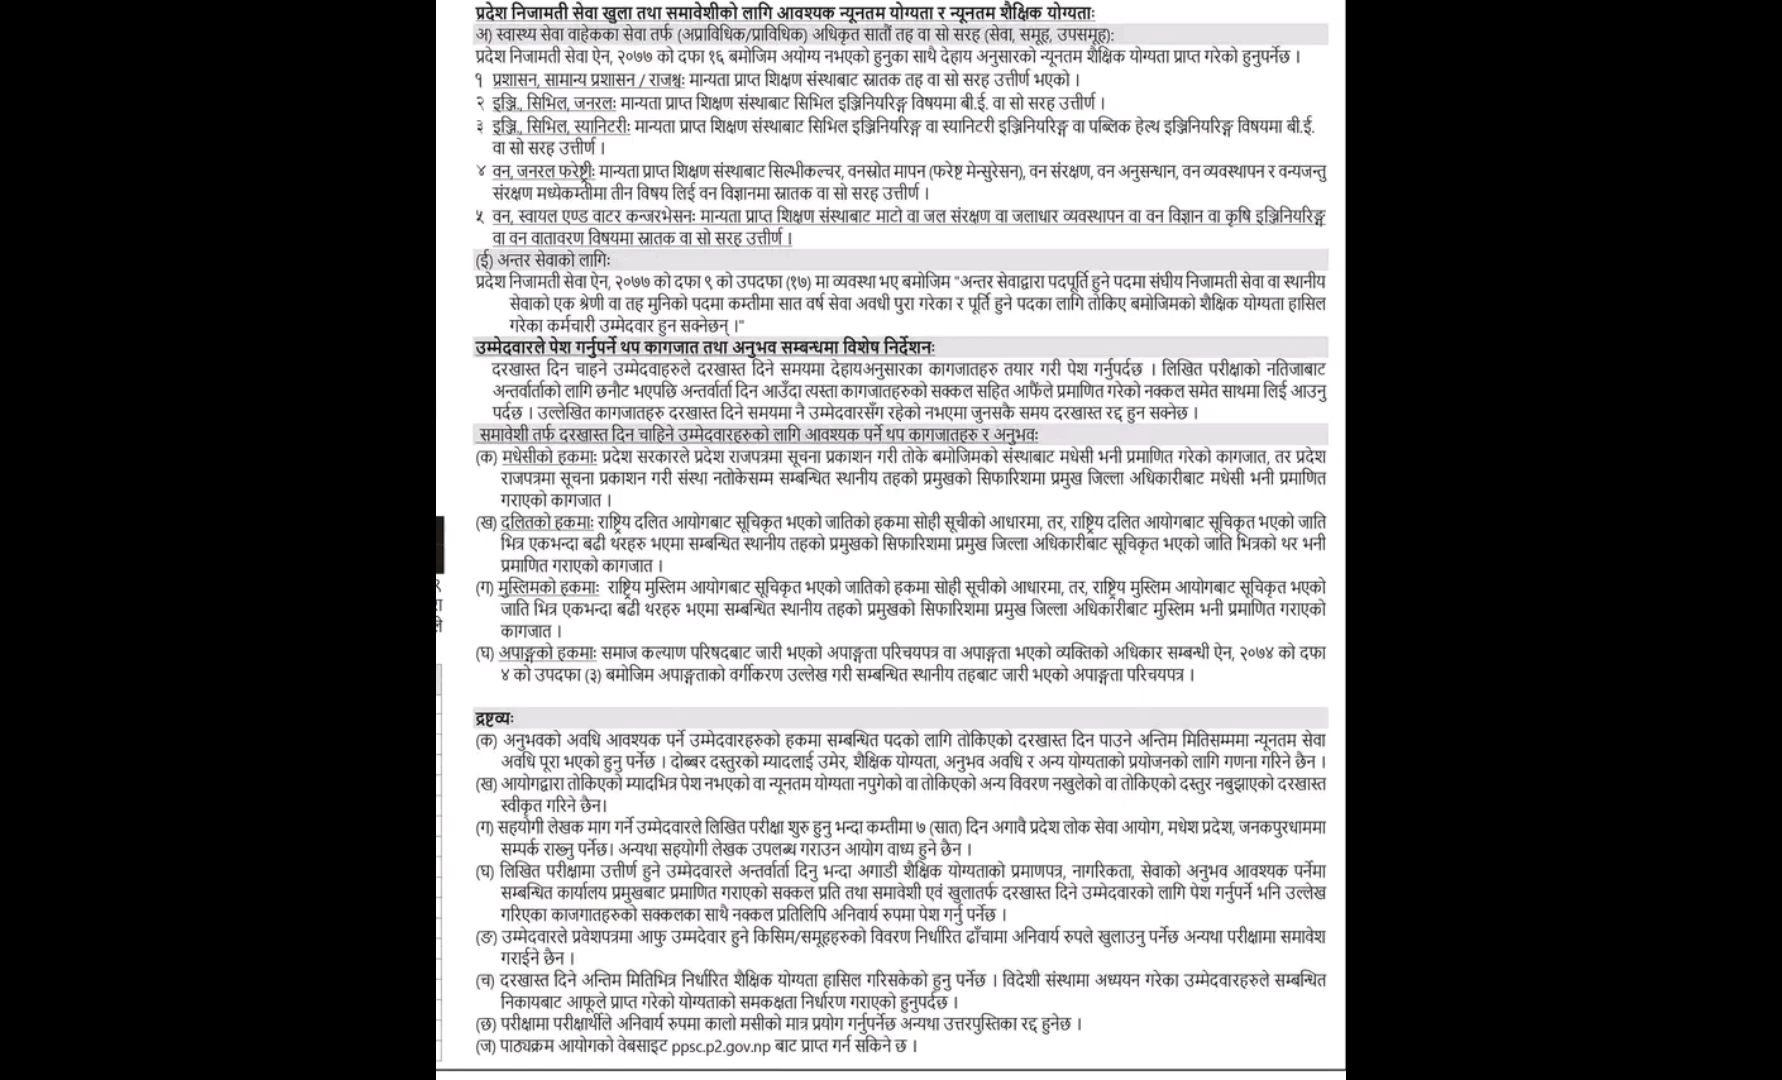 प्रदेश निजामती सेवा खुला तथा समावेशीको लागि आवश्यक न्यूनतम योग्यता र न्यूनतम शैक्षिक योग्यताः
अ) स्वास्थ्य सेवा वाहेकका सेवा तर्फ (अप्राविधिक/प्राविधिक) अधिकृत सातौं तह वा सो सरह (सेवा, समूह, उपसमूह):
प्रदेश निजामती सेवा ऐन, २०७७ को दफा १६ बमोजिम अयोग्य नभएको हुनुका साथै देहाय अनुसारको न्यूनतम शैक्षिक योग्यता प्राप्त गरेको हुनुपर्नेछ ।
१ प्रशासन, सामान्य प्रशासन / राजश्वः मान्यता प्राप्त शिक्षण संस्थाबाट स्नातक तह वा सो सरह उत्तीर्ण भएको ।
२ इञ्जि., सिभिल, जनरलः मान्यता प्राप्त शिक्षण संस्थाबाट सिभिल इञ्जिनियरिङ्ग विषयमा बी.ई. वा सो सरह उत्तीर्ण ।
३ इञ्जि., सिभिल, स्यानिटरीः मान्यता प्राप्त शिक्षण संस्थाबाट सिभिल इञ्जिनियरिङ्ग वा स्यानिटरी इञ्जिनियरिङ्ग वा पब्लिक हेल्थ इञ्जिनियरिङ्ग विषयमा बी.ई.
वा सो सरह उत्तीर्ण ।
४ वन, जनरल फरेष्ट्रीः मान्यता प्राप्त शिक्षण संस्थाबाट सिल्भीकल्चर, वनस्रोत मापन (फरेष्ट मेन्सुरेसन), वन संरक्षण, वन अनुसन्धान, वन व्यवस्थापन र वन्यजन्तु
संरक्षण मध्येकम्तीमा तीन विषय लिई वन विज्ञानमा स्नातक वा सो सरह उत्तीर्ण ।
५ वन, स्वायल एण्ड वाटर कन्जरभेसनः मान्यता प्राप्त शिक्षण संस्थाबाट माटो वा जल संरक्षण वा जलाधार व्यवस्थापन वा वन विज्ञान वा कृषि इञ्जिनियरिङ्ग
वा वन वातावरण विषयमा स्नातक वा सो सरह उत्तीर्ण ।
(ई) अन्तर सेवाको लागिः
प्रदेश निजामती सेवा ऐन, २०७७ को दफा ९ को उपदफा (१७) मा व्यवस्था भए बमोजिम "अन्तर सेवाद्वारा पदपूर्ति हुने पदमा संघीय निजामती सेवा वा स्थानीय
सेवाको एक श्रेणी वा तह मुनिको पदमा कम्तीमा सात वर्ष सेवा अवधी पुरा गरेका र पूर्ति हुने पदका लागि तोकिए बमोजिमको शैक्षिक योग्यता हासिल
गरेका कर्मचारी उम्मेदवार हुन सक्नेछन् ।"
उम्मेदवारले पेश गर्नुपर्ने थप कागजात तथा अनुभव सम्बन्धमा विशेष निर्देशनः
दरखास्त दिन चाहने उम्मेदवाहरुले दरखास्त दिने समयमा देहायअनुसारका कागजातहरु तयार गरी पेश गर्नुपर्दछ । लिखित परीक्षाको नतिजाबाट
अन्तर्वार्ताको लागि छनौट भएपछि अन्तर्वार्ता दिन आउँदा त्यस्ता कागजातहरुको सक्कल सहित आफैंले प्रमाणित गरेको नक्कल समेत साथमा लिई आउनु
पर्दछ । उल्लेखित कागजातहरु दरखास्त दिने समयमा नै उम्मेदवारसँग रहेको नभएमा जुनसकै समय दरखास्त रद्द हुन सक्नेछ ।
समावेशी तर्फ दरखास्त दिन चाहिने उम्मेदवारहरुको लागि आवश्यक पर्ने थप कागजातहरु र अनुभवः
(क) मधेसीको हकमाः प्रदेश सरकारले प्रदेश राजपत्रमा सूचना प्रकाशन गरी तोके बमोजिमको संस्थाबाट मधेसी भनी प्रमाणित गरेको कागजात, तर प्रदेश
राजपत्रमा सूचना प्रकाशन गरी संस्था नतोकेसम्म सम्बन्धित स्थानीय तहको प्रमुखको सिफारिशमा प्रमुख जिल्ला अधिकारीबाट मधेसी भनी प्रमाणित
गराएको कागजात ।
(ख) दलितको हकमाः राष्ट्रिय दलित आयोगबाट सूचिकृत भएको जातिको हकमा सोही सूचीको आधारमा, तर, राष्ट्रिय दलित आयोगबाट सूचिकृत भएको जाति
भित्र एकभन्दा बढी थरहरु भएमा सम्बन्धित स्थानीय तहको प्रमुखको सिफारिशमा प्रमुख जिल्ला अधिकारीबाट सूचिकृत भएको जाति भित्रको थर भनी
प्रमाणित गराएको कागजात ।
(ग) मुस्लिमको हकमाः राष्ट्रिय मुस्लिम आयोगबाट सूचिकृत भएको जातिको हकमा सोही सूचीको आधारमा, तर, राष्ट्रिय मुस्लिम आयोगबाट सूचिकृत भएको
जाति भित्र एकभन्दा बढी थरहरु भएमा सम्बन्धित स्थानीय तहको प्रमुखको सिफारिशमा प्रमुख जिल्ला अधिकारीबाट मुस्लिम भनी प्रमाणित गराएको
कागजात ।
(घ) अपाङ्गको हकमाः समाज कल्याण परिषदबाट जारी भएको अपाङ्गता परिचयपत्र वा अपाङ्गता भएको व्यक्तिको अधिकार सम्बन्धी ऐन, २०७४ को दफा
४ को उपदफा (३) बमोजिम अपाङ्गताको वर्गीकरण उल्लेख गरी सम्बन्धित स्थानीय तहबाट जारी भएको अपाङ्गता परिचयपत्र ।
द्रष्टव्यः
(क) अनुभवको अवधि आवश्यक पर्ने उम्मेदवारहरुको हकमा सम्बन्धित पदको लागि तोकिएको दरखास्त दिन पाउने अन्तिम मितिसम्ममा न्यूनतम सेवा
अवधि पूरा भएको हुनु पर्नेछ । दोब्बर दस्तुरको म्यादलाई उमेर, शैक्षिक योग्यता, अनुभव अवधि र अन्य योग्यताको प्रयोजनको लागि गणना गरिने छैन ।
(ख) आयोगद्वारा तोकिएको म्यादभित्र पेश नभएको वा न्यूनतम योग्यता नपुगेको वा तोकिएको अन्य विवरण नखुलेको वा तोकिएको दस्तुर नबुझाएको दरखास्त
स्वीकृत गरिने छैन।
(ग) सहयोगी लेखक माग गर्ने उम्मेदवारले लिखित परीक्षा शुरु हुनु भन्दा कम्तीमा ७ (सात) दिन अगावै प्रदेश लोक सेवा आयोग, मधेश प्रदेश, जनकपुरधाममा
सम्पर्क राख्नु पर्नेछ। अन्यथा सहयोगी लेखक उपलब्ध गराउन आयोग वाध्य हुने छैन ।
(घ) लिखित परीक्षामा उत्तीर्ण हुने उम्मेदवारले अन्तर्वार्ता दिनु भन्दा अगाडी शैक्षिक योग्यताको प्रमाणपत्र, नागरिकता, सेवाको अनुभव आवश्यक पर्नेमा
सम्बन्धित कार्यालय प्रमुखबाट प्रमाणित गराएको सक्कल प्रति तथा समावेशी एवं खुलातर्फ दरखास्त दिने उम्मेदवारको लागि पेश गर्नुपर्ने भनि उल्लेख
गरिएका काजगातहरुको सक्कलका साथै नक्कल प्रतिलिपि अनिवार्य रुपमा पेश गर्नु पर्नेछ ।
(ङ) उम्मेदवारले प्रवेशपत्रमा आफु उम्मदेवार हुने किसिम/समूहहरुको विवरण निर्धारित ढाँचामा अनिवार्य रुपले खुलाउनु पर्नेछ अन्यथा परीक्षामा समावेश
गराईने छैन ।
(च) दरखास्त दिने अन्तिम मितिभित्र निर्धारित शैक्षिक योग्यता हासिल गरिसकेको हुनु पर्नेछ । विदेशी संस्थामा अध्ययन गरेका उम्मेदवारहरुले सम्बन्धित
निकायबाट आफूले प्राप्त गरेको योग्यताको समकक्षता निर्धारण गराएको हुनुपर्दछ ।
(छ) परीक्षामा परीक्षार्थीले अनिवार्य रुपमा कालो मसीको मात्र प्रयोग गर्नुपर्नेछ अन्यथा उत्तरपुस्तिका रद्द हुनेछ ।
(ज) पाठ्यक्रम आयोगको वेबसाइट ppsc.p2.gov.np बाट प्राप्त गर्न सकिने छ ।